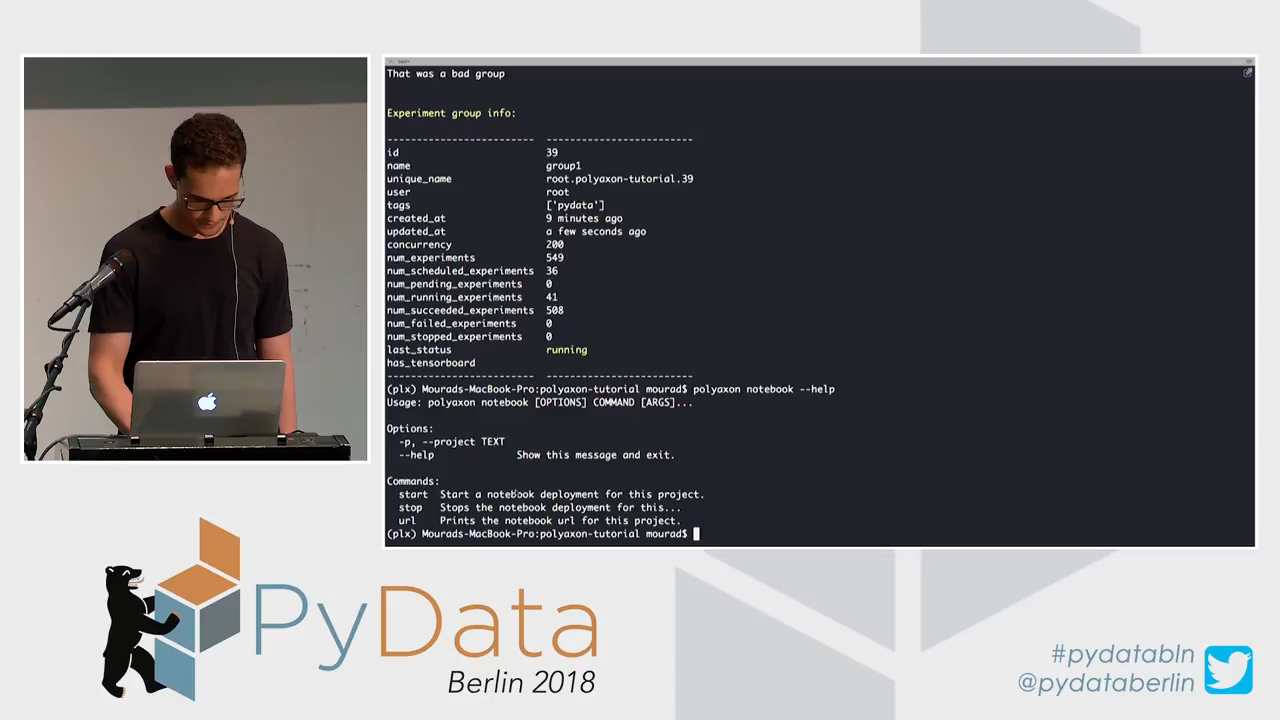 That was a bad group
Experiment group info:
------------------------- -------------------------
id 39
name group1
unique_name root.polyaxon-tutorial.39
user root
tags ['pydata']
created_at 9 minutes ago
updated_at a few seconds ago
concurrency 200
num_experiments 549
num_scheduled_experiments 36
num_pending_experiments 0
num_running_experiments 41
num_succeeded_experiments 508
num_failed_experiments 0
num_stopped_experiments 0
last_status running
has_tensorboard
------------------------- -------------------------
(plx) Mourads-MacBook-Pro:polyaxon-tutorial mourad$ polyaxon notebook --help
Usage: polyaxon notebook [OPTIONS] COMMAND [ARGS]...
Options:
-p, --project TEXT
--help Show this message and exit.
Commands:
start Start a notebook deployment for this project.
stop Stops the notebook deployment for this...
url Prints the notebook url for this project.
(plx) Mourads-MacBook-Pro:polyaxon-tutorial mourad$
PyData
Berlin 2018
#pydatabln
@pydataberlin